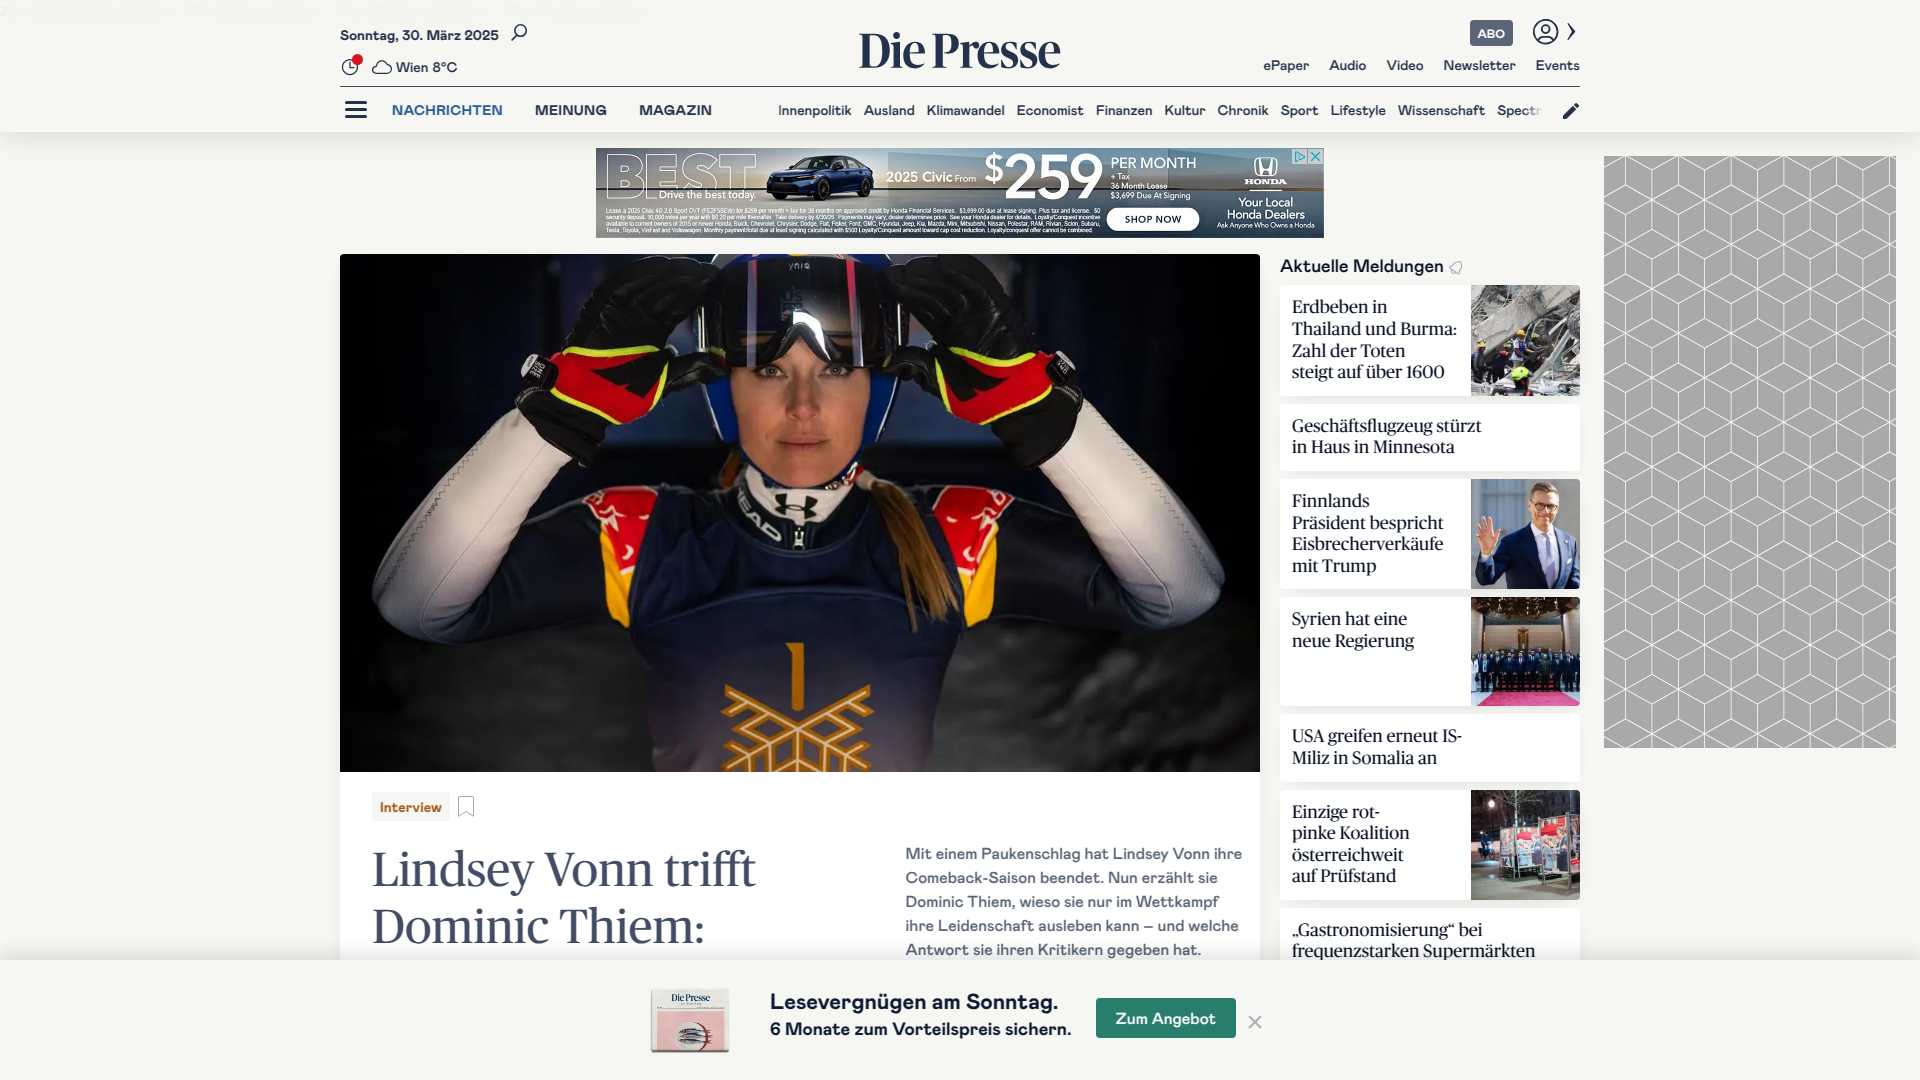 Sonntag, 30. März 2025
Wien 8°C
Die Presse
ABO
ePaper Audio Video Newsletter Events
NACHRICHTEN MEINUNG MAGAZIN
Innenpolitik Ausland Klimawandel Economist Finanzen Kultur Chronik Sport Lifestyle Wissenschaft Spectr
BEST
Drive the best today.
2025 Civic From $259
PER MONTH
+ Tax
36 Month Lease
$3,699 Due At Signing
SHOP NOW
HONDA
Your Local
Honda Dealers
Ask Anyone Who Owns a Honda
HEAD
Interview
Lindsey Vonn trifft
Dominic Thiem:
Mit einem Paukenschlag hat Lindsey Vonn ihre
Comeback-Saison beendet. Nun erzählt sie
Dominic Thiem, wieso sie nur im Wettkampf
ihre Leidenschaft ausleben kann – und welche
Antwort sie ihren Kritikern gegeben hat.
Aktuelle Meldungen
Erdbeben in
Thailand und Burma:
Zahl der Toten
steigt auf über 1600
Geschäftsflugzeug stürzt
in Haus in Minnesota
Finnlands
Präsident bespricht
Eisbrecherverkäufe
mit Trump
Syrien hat eine
neue Regierung
USA greifen erneut IS-
Miliz in Somalia an
Einzige rot-
pinke Koalition
österreichweit
auf Prüfstand
„Gastronomisierung“ bei
frequenzstarken Supermärkten
Die Presse
Lesevergnügen am Sonntag.
6 Monate zum Vorteilspreis sichern.
Zum Angebot